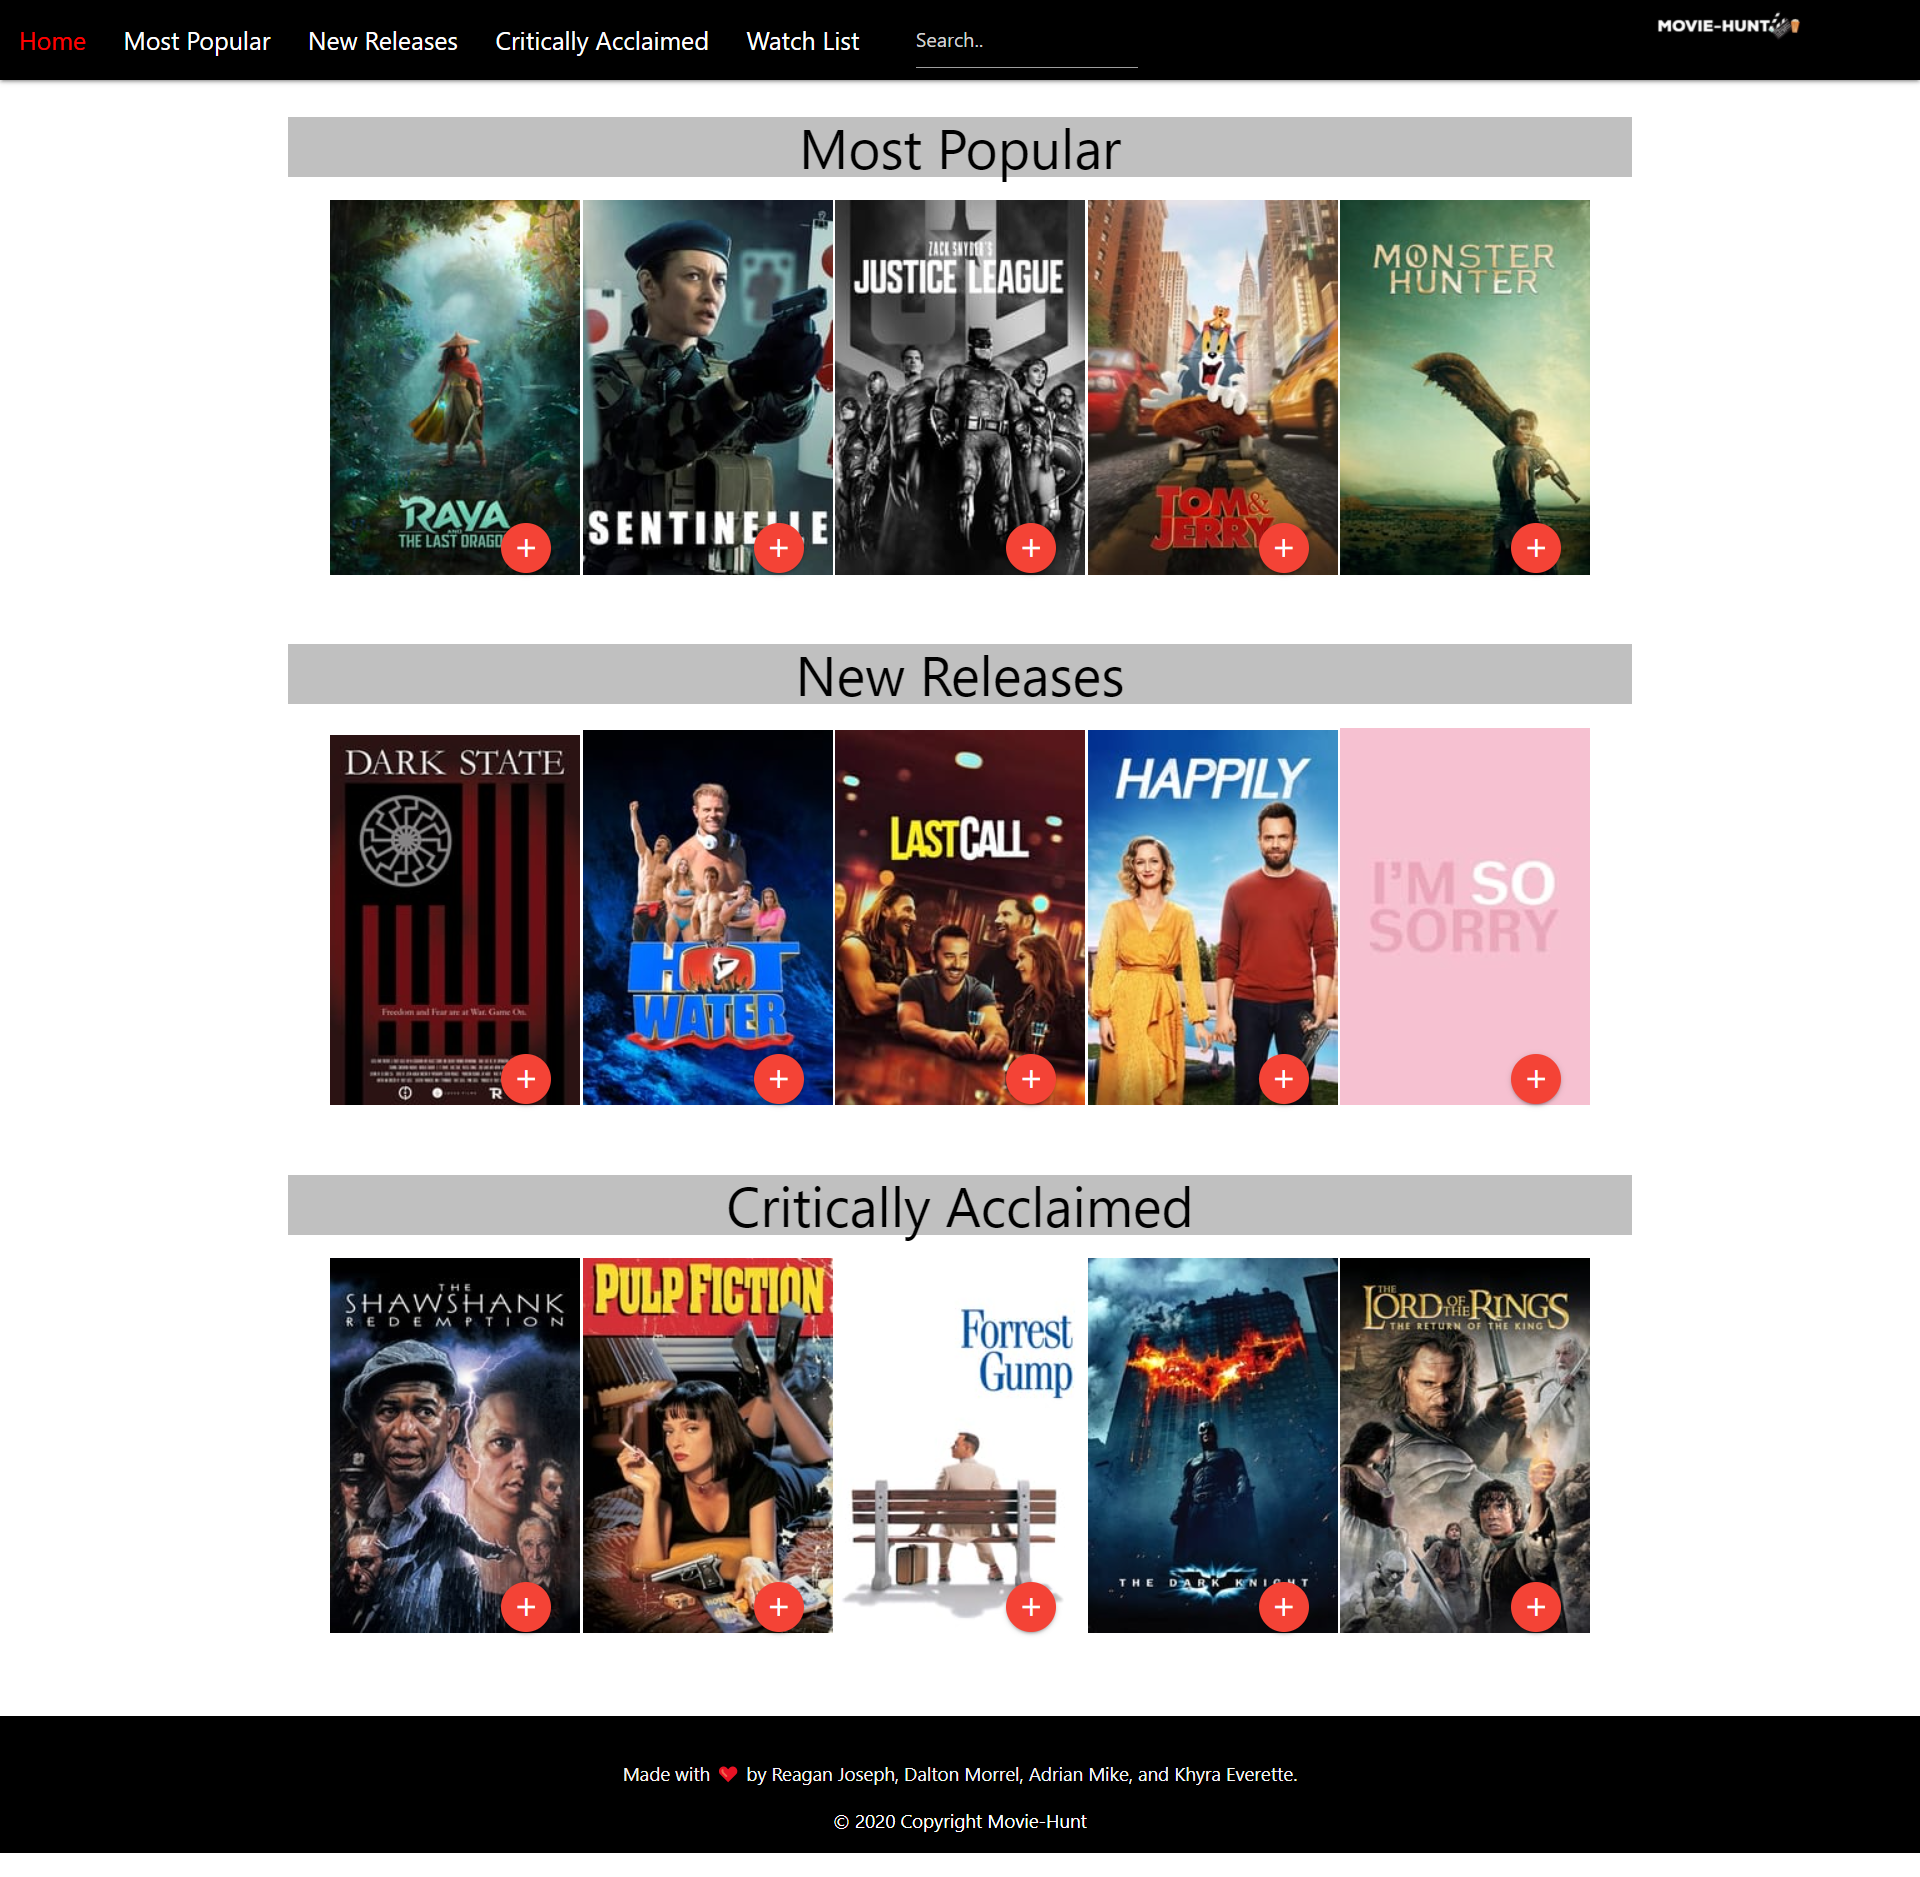 Home Most Popular New Releases Critically Acclaimed Watch List Search.. MOVIE-HUNT
Most Popular
RAYA
AND
THE LAST
SENTINELLE
ZACK SNYDER'S
JUSTICE LEAGUE
TOM &
JERRY
MONSTER
HUNTER
New Releases
DARK STATE
Freedom and Fear are at War. Game On.
HOT
WATER
LAST CALL
HAPPILY
I'M SO
SORRY
Critically Acclaimed
THE
SHAWSHANK
REDEMPTION
PULP FICTION
Forrest
Gump
THE DARK KNIGHT
THE
LORD OF THE RINGS
THE RETURN OF THE KING
Made with ❤ by Reagan Joseph, Dalton Morrel, Adrian Mike, and Khyra Everette.
© 2020 Copyright Movie-Hunt